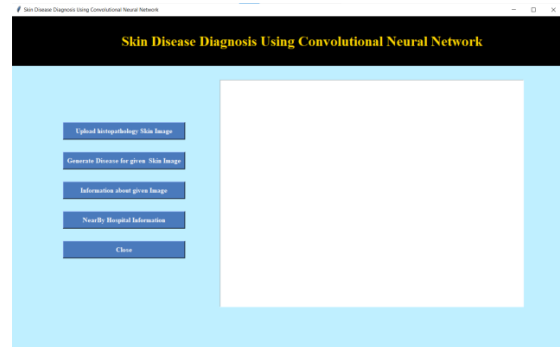 Skin Disease Diagnosis Using Convolutional Neural Network
Skin Disease Diagnosis Using Convolutional Neural Network
Upload histopathology Skin Image
Generate Disease for given Skin Image
Information about given Image
NearBy Hospital Information
Close